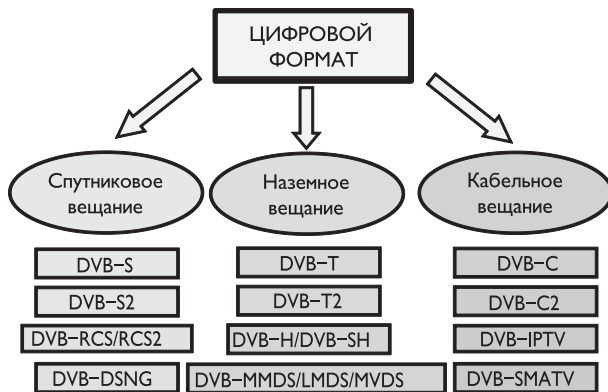 ЦИФРОВОЙ
ФОРМАТ
Спутниковое
вещание
Наземное
вещание
Кабельное
вещание
DVB–S
DVB–S2
DVB–RCS/RCS2
DVB–DSNG
DVB–T
DVB–T2
DVB–H/DVB–SH
DVB–MMDS/LMDS/MVDS
DVB–C
DVB–C2
DVB–IPTV
DVB–SMATV